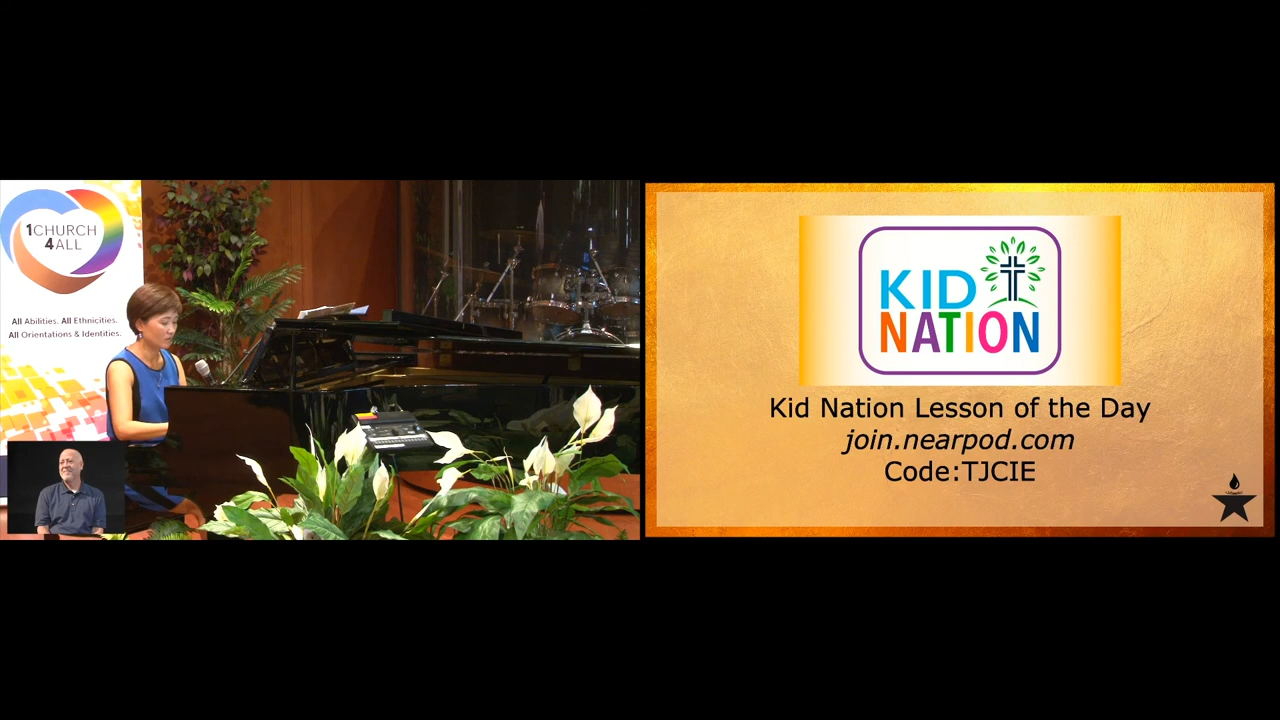 1CHURCH
4ALL
All Abilities. All Ethnicities.
All Orientations & Identities.
KID
NATION
Kid Nation Lesson of the Day
join.nearpod.com
Code:TJCIE